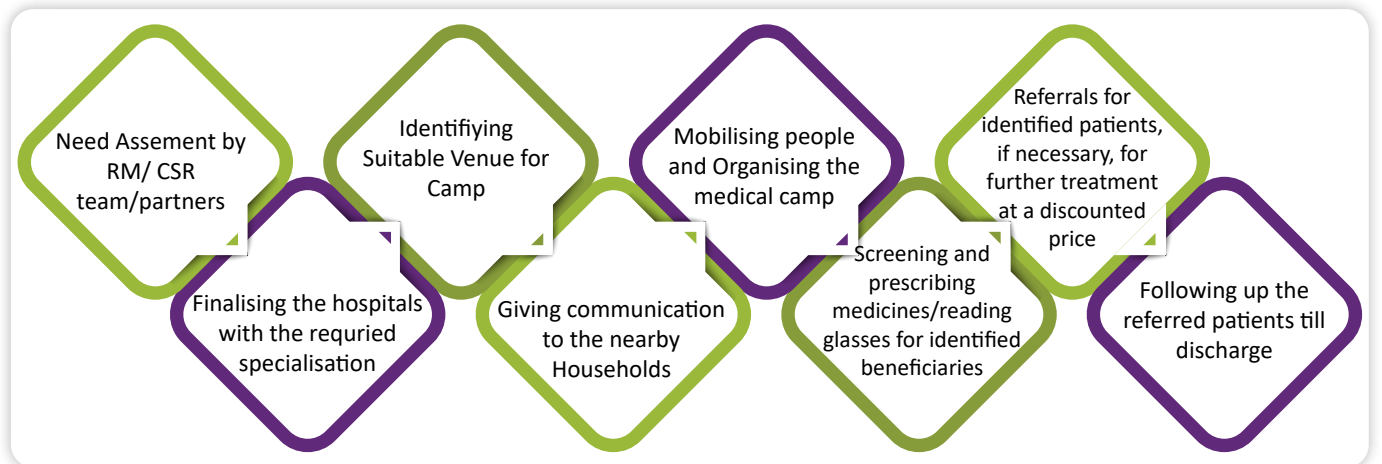 Need Assement by
RM/ CSR
team/partners
Finalising the hospitals
with the requried
specialisation
Identifiying
Suitable Venue for
Camp
Giving communication
to the nearby
Households
Mobilising people
and Organising the
medical camp
Screening and
prescribing
medicines/reading
glasses for identified
beneficiaries
Referrals for
identified patients,
if necessary, for
further treatment
at a discounted
price
Following up the
referred patients till
discharge